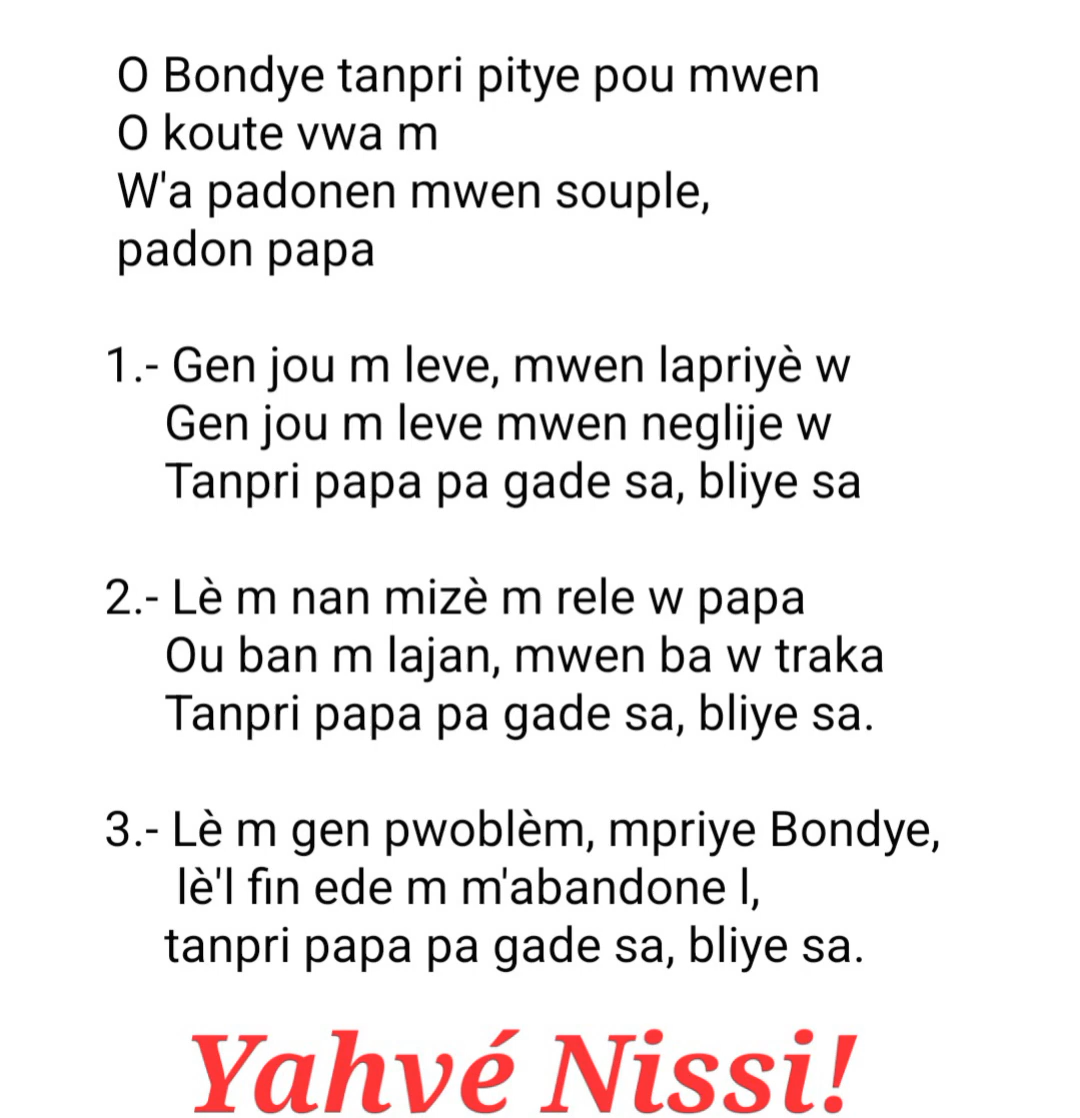 O Bondye tanpri pitye pou mwen
O koute vwa m
W'a padonen mwen souple,
padon papa
1.- Gen jou m leve, mwen lapriyè w
Gen jou m leve mwen neglije w
Tanpri papa pa gade sa, bliye sa
2.- Lè m nan mizè m rele w papa
Ou ban m lajan, mwen ba w traka
Tanpri papa pa gade sa, bliye sa.
3.- Lè m gen pwoblèm, mpriye Bondye,
lè'l fin ede m m'abandone l,
tanpri papa pa gade sa, bliye sa.
Yahvé Nissi!